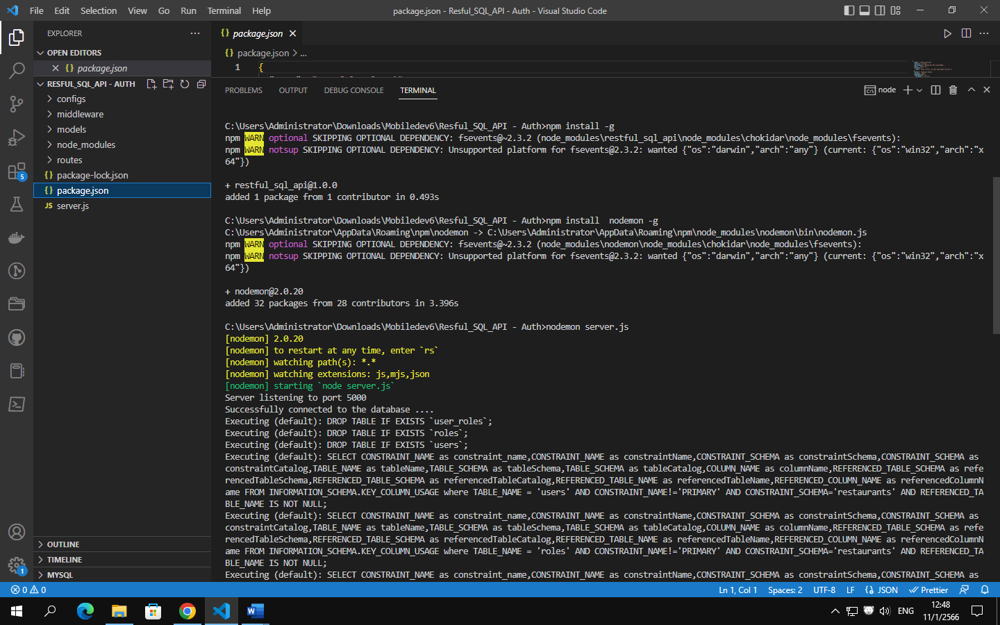 File Edit Selection View Go Run Terminal Help
package.json - Resful_SQL_API - Auth - Visual Studio Code
EXPLORER
OPEN EDITORS
{} package.json
RESFUL_SQL_API - AUTH
configs
middleware
models
node_modules
routes
{} package-lock.json
{} package.json
JS server.js
OUTLINE
TIMELINE
MYSQL
5
1
{} package.json
{} package.json > ...
1 {
PROBLEMS OUTPUT DEBUG CONSOLE TERMINAL
node
C:\Users\Administrator\Downloads\Mobiledev6\Resful_SQL_API - Auth>npm install -g
npm WARN optional SKIPPING OPTIONAL DEPENDENCY: fsevents@~2.3.2 (node_modules\restful_sql_api\node_modules\chokidar\node_modules\fsevents):
npm WARN notsup SKIPPING OPTIONAL DEPENDENCY: Unsupported platform for fsevents@2.3.2: wanted {"os":"darwin","arch":"any"} (current: {"os":"win32","arch":"x
64"})
+ restful_sql_api@1.0.0
added 1 package from 1 contributor in 0.493s
C:\Users\Administrator\Downloads\Mobiledev6\Resful_SQL_API - Auth>npm install  nodemon -g
C:\Users\Administrator\AppData\Roaming\npm\nodemon -> C:\Users\Administrator\AppData\Roaming\npm\node_modules\nodemon\bin\nodemon.js
npm WARN optional SKIPPING OPTIONAL DEPENDENCY: fsevents@~2.3.2 (node_modules\nodemon\node_modules\chokidar\node_modules\fsevents):
npm WARN notsup SKIPPING OPTIONAL DEPENDENCY: Unsupported platform for fsevents@2.3.2: wanted {"os":"darwin","arch":"any"} (current: {"os":"win32","arch":"x
64"})
+ nodemon@2.0.20
added 32 packages from 28 contributors in 3.396s
C:\Users\Administrator\Downloads\Mobiledev6\Resful_SQL_API - Auth>nodemon server.js
[nodemon] 2.0.20
[nodemon] to restart at any time, enter `rs`
[nodemon] watching path(s): *.*
[nodemon] watching extensions: js,mjs,json
[nodemon] starting `node server.js`
Server listening to port 5000
Successfully connected to the database ....
Executing (default): DROP TABLE IF EXISTS `user_roles`;
Executing (default): DROP TABLE IF EXISTS `roles`;
Executing (default): DROP TABLE IF EXISTS `users`;
Executing (default): SELECT CONSTRAINT_NAME as constraint_name,CONSTRAINT_NAME as constraintName,CONSTRAINT_SCHEMA as constraintSchema,CONSTRAINT_SCHEMA as
constraintCatalog,TABLE_NAME as tableName,TABLE_SCHEMA as tableSchema,TABLE_SCHEMA as tableCatalog,COLUMN_NAME as columnName,REFERENCED_TABLE_SCHEMA as refe
rencedTableSchema,REFERENCED_TABLE_SCHEMA as referencedTableCatalog,REFERENCED_TABLE_NAME as referencedTableName,REFERENCED_COLUMN_NAME as referencedColumnN
ame FROM INFORMATION_SCHEMA.KEY_COLUMN_USAGE where TABLE_NAME = 'users' AND CONSTRAINT_NAME!='PRIMARY' AND CONSTRAINT_SCHEMA='restaurants' AND REFERENCED_TA
BLE_NAME IS NOT NULL;
Executing (default): SELECT CONSTRAINT_NAME as constraint_name,CONSTRAINT_NAME as constraintName,CONSTRAINT_SCHEMA as constraintSchema,CONSTRAINT_SCHEMA as
constraintCatalog,TABLE_NAME as tableName,TABLE_SCHEMA as tableSchema,TABLE_SCHEMA as tableCatalog,COLUMN_NAME as columnName,REFERENCED_TABLE_SCHEMA as refe
rencedTableSchema,REFERENCED_TABLE_SCHEMA as referencedTableCatalog,REFERENCED_TABLE_NAME as referencedTableName,REFERENCED_COLUMN_NAME as referencedColumnN
ame FROM INFORMATION_SCHEMA.KEY_COLUMN_USAGE where TABLE_NAME = 'roles' AND CONSTRAINT_NAME!='PRIMARY' AND CONSTRAINT_SCHEMA='restaurants' AND REFERENCED_TA
BLE_NAME IS NOT NULL;
Executing (default): SELECT CONSTRAINT_NAME as constraint_name,CONSTRAINT_NAME as constraintName,CONSTRAINT_SCHEMA as constraintSchema,CONSTRAINT_SCHEMA as
0 0
Ln 1, Col 1 Spaces: 2 UTF-8 LF {} JSON Prettier
ENG
12:48
11/1/2566